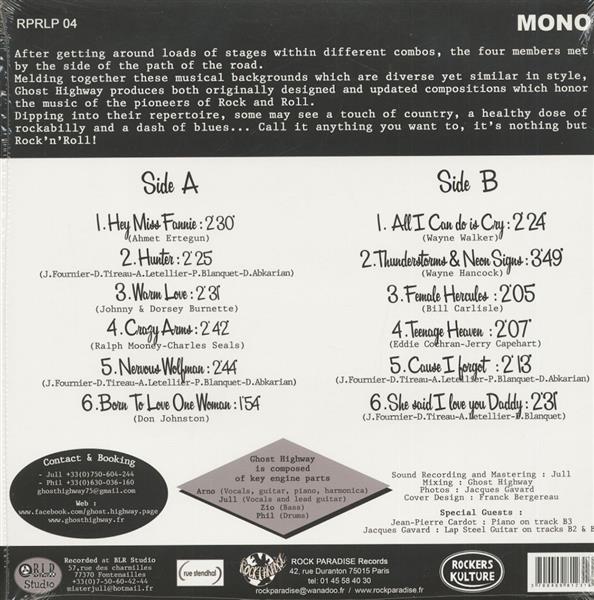 RPRLP 04
MONO
After getting around loads of stages within different combos, the four members met
by the side of the path of the road.
Melding together these musical backgrounds which are diverse yet similar in style,
Ghost Highway produces both originally designed and updated compositions which honor
the music of the pioneers of Rock and Roll.
Dipping into their repertoire, some may see a touch of country, a healthy dose of
rockabilly and a dash of blues... Call it anything you want to, it's nothing but
Rock'n'Roll!
Side A
1. Hey Miss Fannie : 2'30"
(Ahmet Ertegun)
2. Hunter : 2'25
(J.Fournier-D.Tireau-A.Letellier-P.Blanquet-D.Abkarian)
3. Warm Love : 2'31"
(Johnny & Dorsey Burnette)
4. Crazy Arms : 2'42
(Ralph Mooney-Charles Seals)
5. Nervous Wolfman : 2'44
(J.Fournier-D.Tireau-A.Letellier-P.Blanquet-D.Abkarian)
6. Born To Love One Woman : 1'54
(Don Johnston)
Side B
1. All I Can do is Cry : 2'24"
(Wayne Walker)
2. Thunderstorms & Neon Signs : 3'49"
(Wayne Hancock)
3. Female Hercules : 2'05
(Bill Carlisle)
4. Teenage Heaven : 2'07"
(Eddie Cochran-Jerry Capehart)
5. Cause I forgot : 2'13"
(J.Fournier-D.Tireau-A.Letellier-P.Blanquet-D.Abkarian)
6. She said I love you Daddy : 2'31"
(J.Fournier-D.Tireau-A.Letellier-P.Blanquet)
Contact & Booking
- Jull +33(0)750-604-244
- Phil +33(0)630-036-160
ghosthighway75@gmail.com
Web :
www.facebook.com/ghost.highway.page
www.ghosthighway.fr
Ghost Highway
is composed
of key engine parts
Arno (Vocals, guitar, piano, harmonica)
Jull (Vocals and lead guitar)
Zio (Bass)
Phil (Drums)
Sound Recording and Mastering : Jull
Mixing : Ghost Highway
Photos : Jacques Gavard
Cover Design : Franck Bergereau
Special Guests :
Jean-Pierre Cardot : Piano on track B3
Jacques Gavard : Lap Steel Guitar on tracks B2 & B
B.L.R
Studio
Recorded at BLR Studio
57, rue des charmilles
77370 Fontenailles
+33(0)17-50-60-42-44
misterjull@hotmail.fr
rue stendhal
ROCK PARADISE
ROCK PARADISE Records
42, rue Duranton 75015 Paris
tel: 01 45 58 40 30
rockparadise@wanadoo.fr / www.rockparadise.fr
ROCKERS
KULTURE